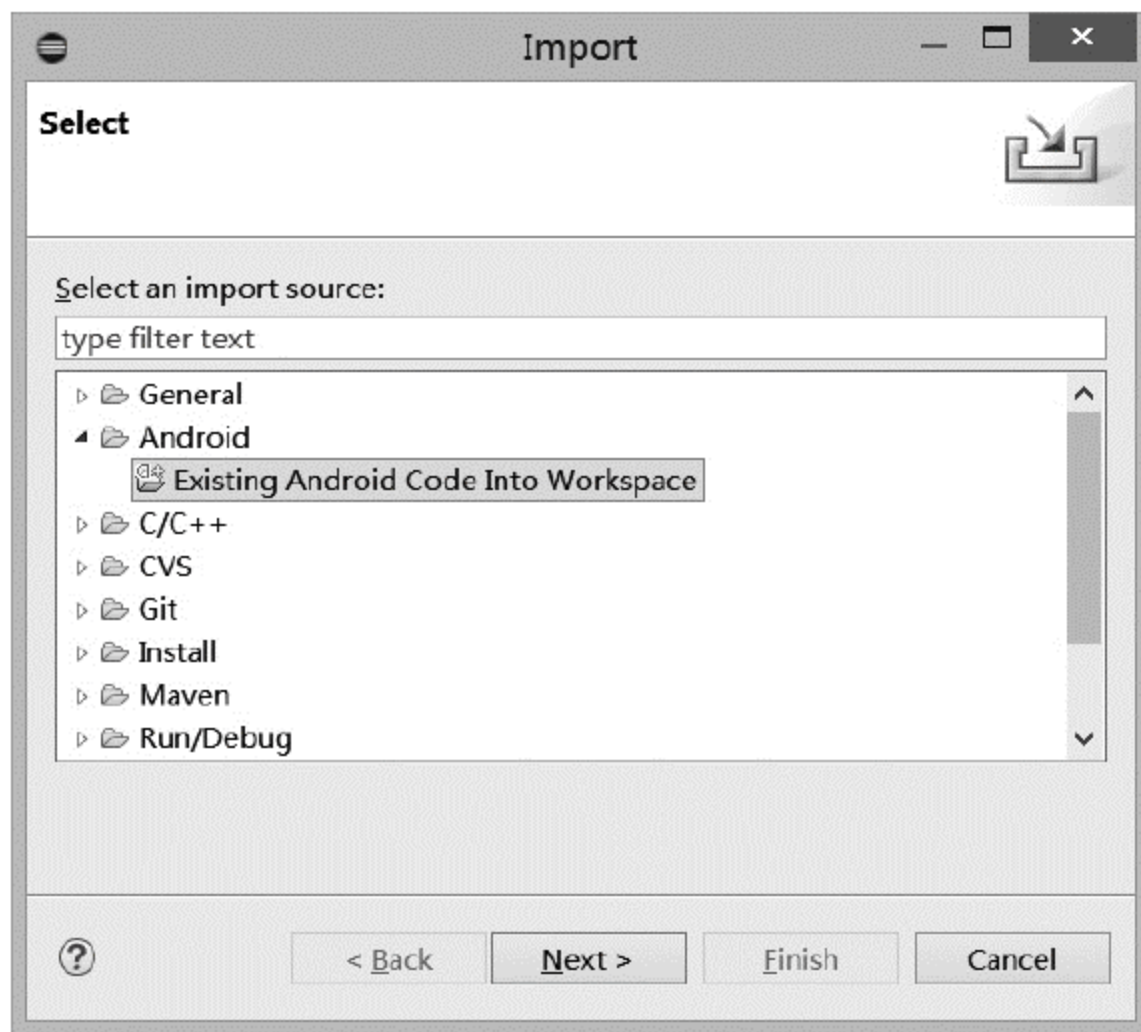 Import
Select
Select an import source:
type filter text
General
Android
Existing Android Code Into Workspace
C/C++
CVS
Git
Install
Maven
Run/Debug
? < Back Next > Finish Cancel